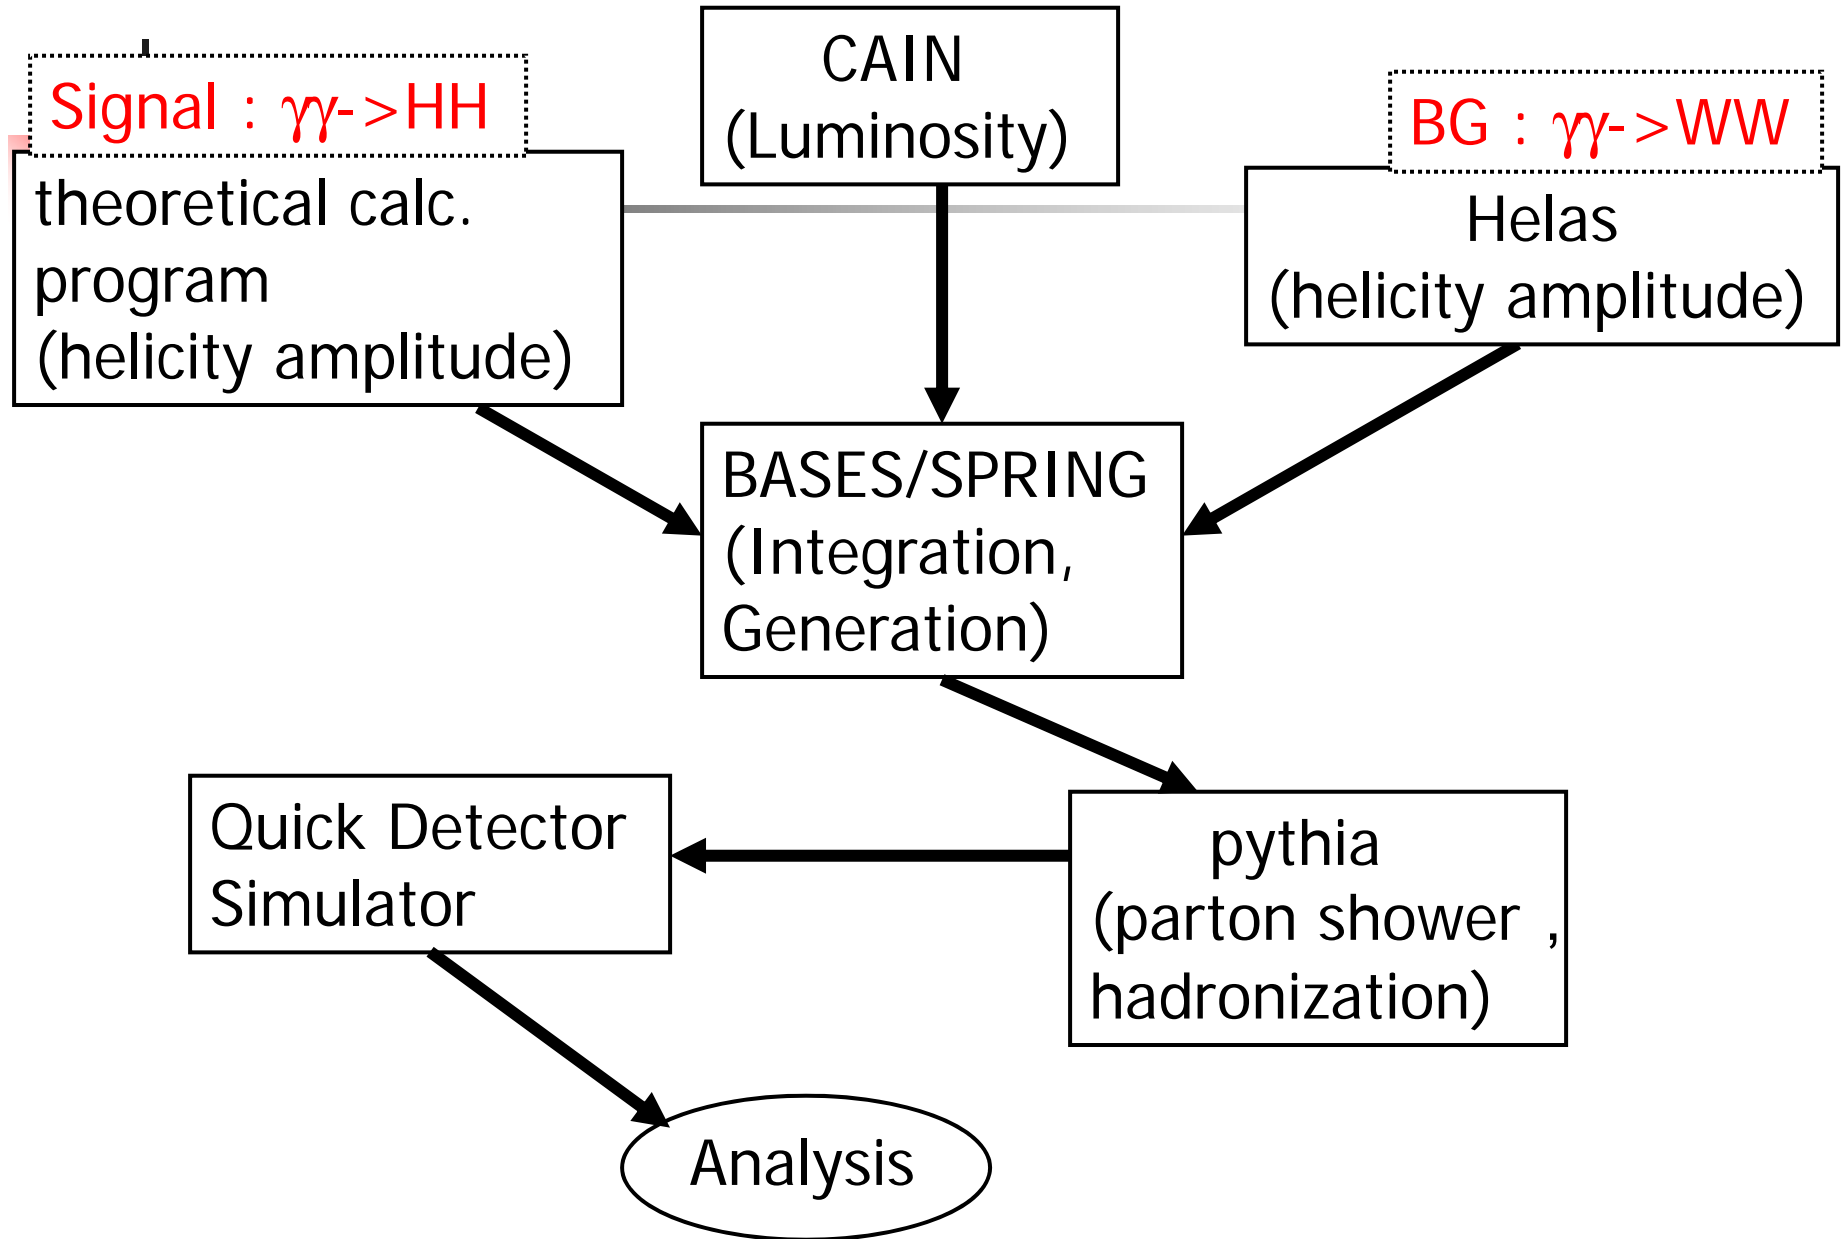 Signal : γγ->HH
theoretical calc.
program
(helicity amplitude)
CAIN
(Luminosity)
BG : γγ->WW
Helas
(helicity amplitude)
BASES/SPRING
(Integration,
Generation)
Quick Detector
Simulator
pythia
(parton shower ,
hadronization)
Analysis